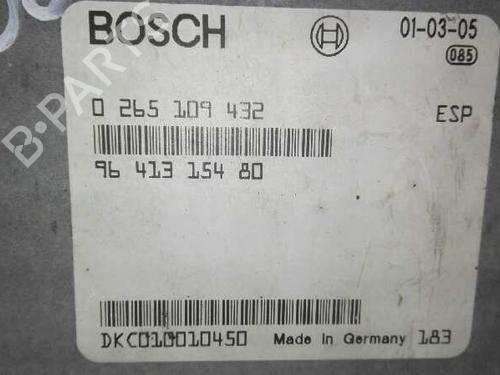 BOSCH
01-03-05
085
0 265 109 432
ESP
96 413 154 80
DKC010010450 Made in Germany 183
B-PARTS